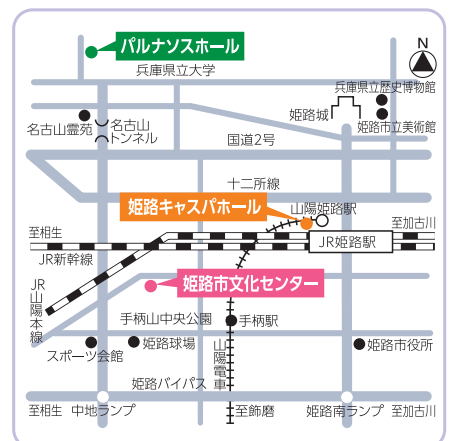 パルナソスホール
兵庫県立大学
N
兵庫県立歴史博物館
姫路城
姫路市立美術館
名古山霊苑
名古山
トンネル
国道2号
十二所線
姫路キャスパホール
山陽姫路駅
至相生
至加古川
JR姫路駅
JR新幹線
JR山陽本線
姫路市文化センター
手柄山中央公園
手柄駅
スポーツ会館
姫路球場
山陽電車
姫路市役所
姫路バイパス
至相生
中地ランプ
至飾磨
姫路南ランプ
至加古川